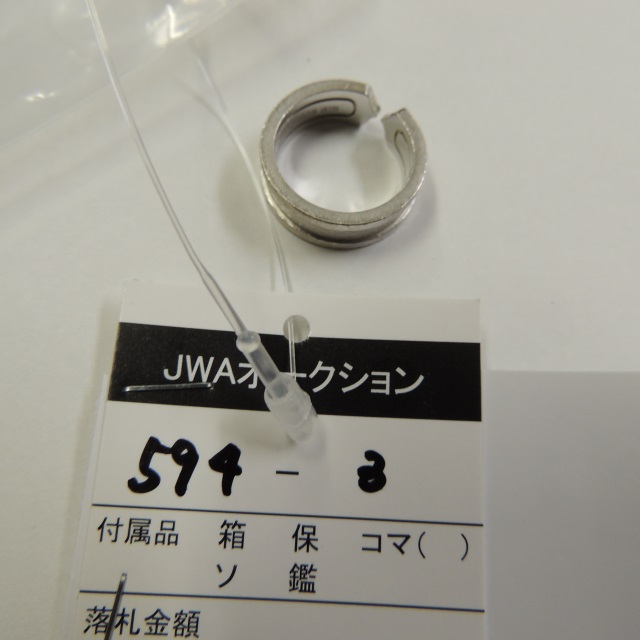 JWAオークション
594 - 3
付属品 箱 保 コマ( )
ソ 鑑
落札金額